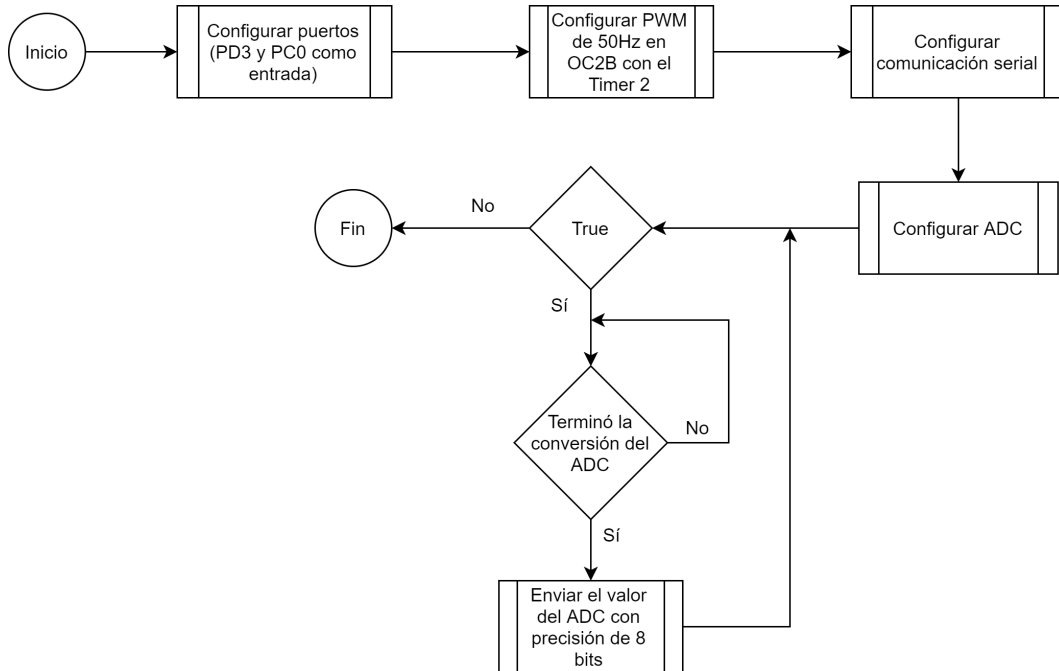 Inicio
Configurar puertos
(PD3 y PC0 como
entrada)
Configurar PWM
de 50Hz en
OC2B con el
Timer 2
Configurar
comunicación serial
Configurar ADC
True
No
Fin
Sí
Terminó la
conversión del
ADC
No
Sí
Enviar el valor
del ADC con
precisión de 8
bits